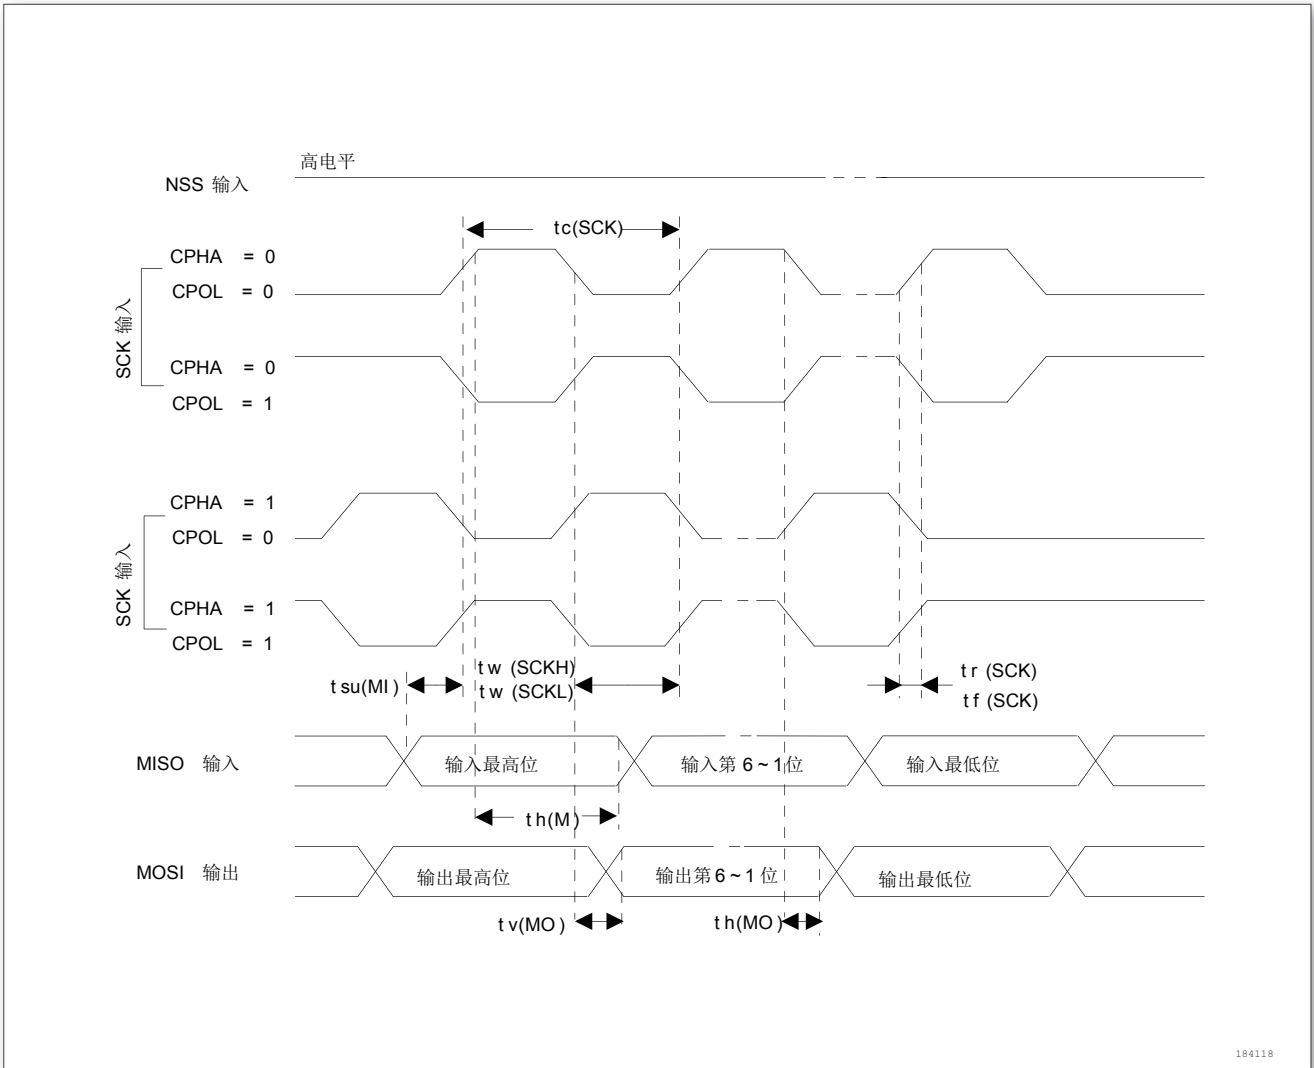 高电平
NSS 输入
tc(SCK)
CPHA = 0
CPOL = 0
SCK 输入
CPHA = 0
CPOL = 1
CPHA = 1
CPOL = 0
SCK 输入
CPHA = 1
CPOL = 1
tsu(MI)
tw (SCKH)
tw (SCKL)
tr (SCK)
tf (SCK)
MISO 输入
输入最高位
输入第 6 ~ 1位
输入最低位
th(M)
MOSI 输出
输出最高位
输出第 6 ~ 1 位
输出最低位
tv(MO)
th(MO)
184118